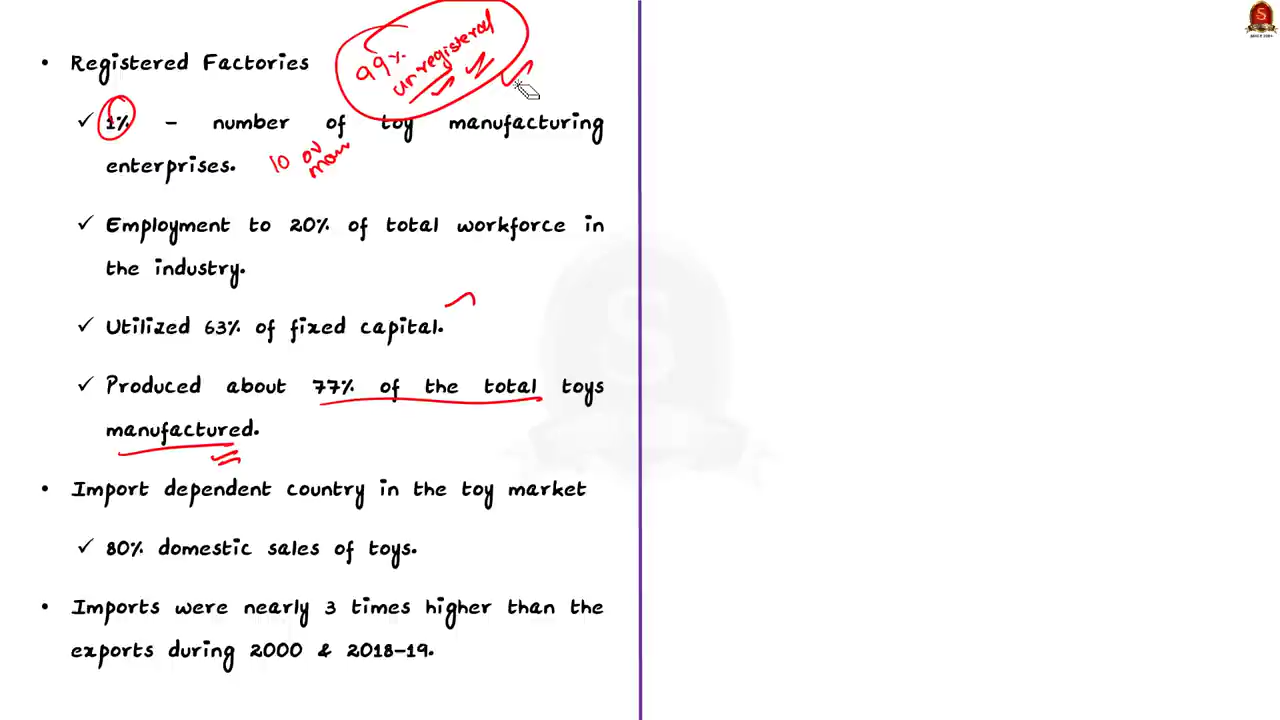 • Registered Factories
99% unregistered
✓ 1% - number of toy manufacturing
enterprises.
10 or more
✓ Employment to 20% of total workforce in
the industry.
✓ Utilized 63% of fixed capital.
✓ Produced about 77% of the total toys
manufactured.
• Import dependent country in the toy market
✓ 80% domestic sales of toys.
• Imports were nearly 3 times higher than the
exports during 2000 & 2018-19.
S
S